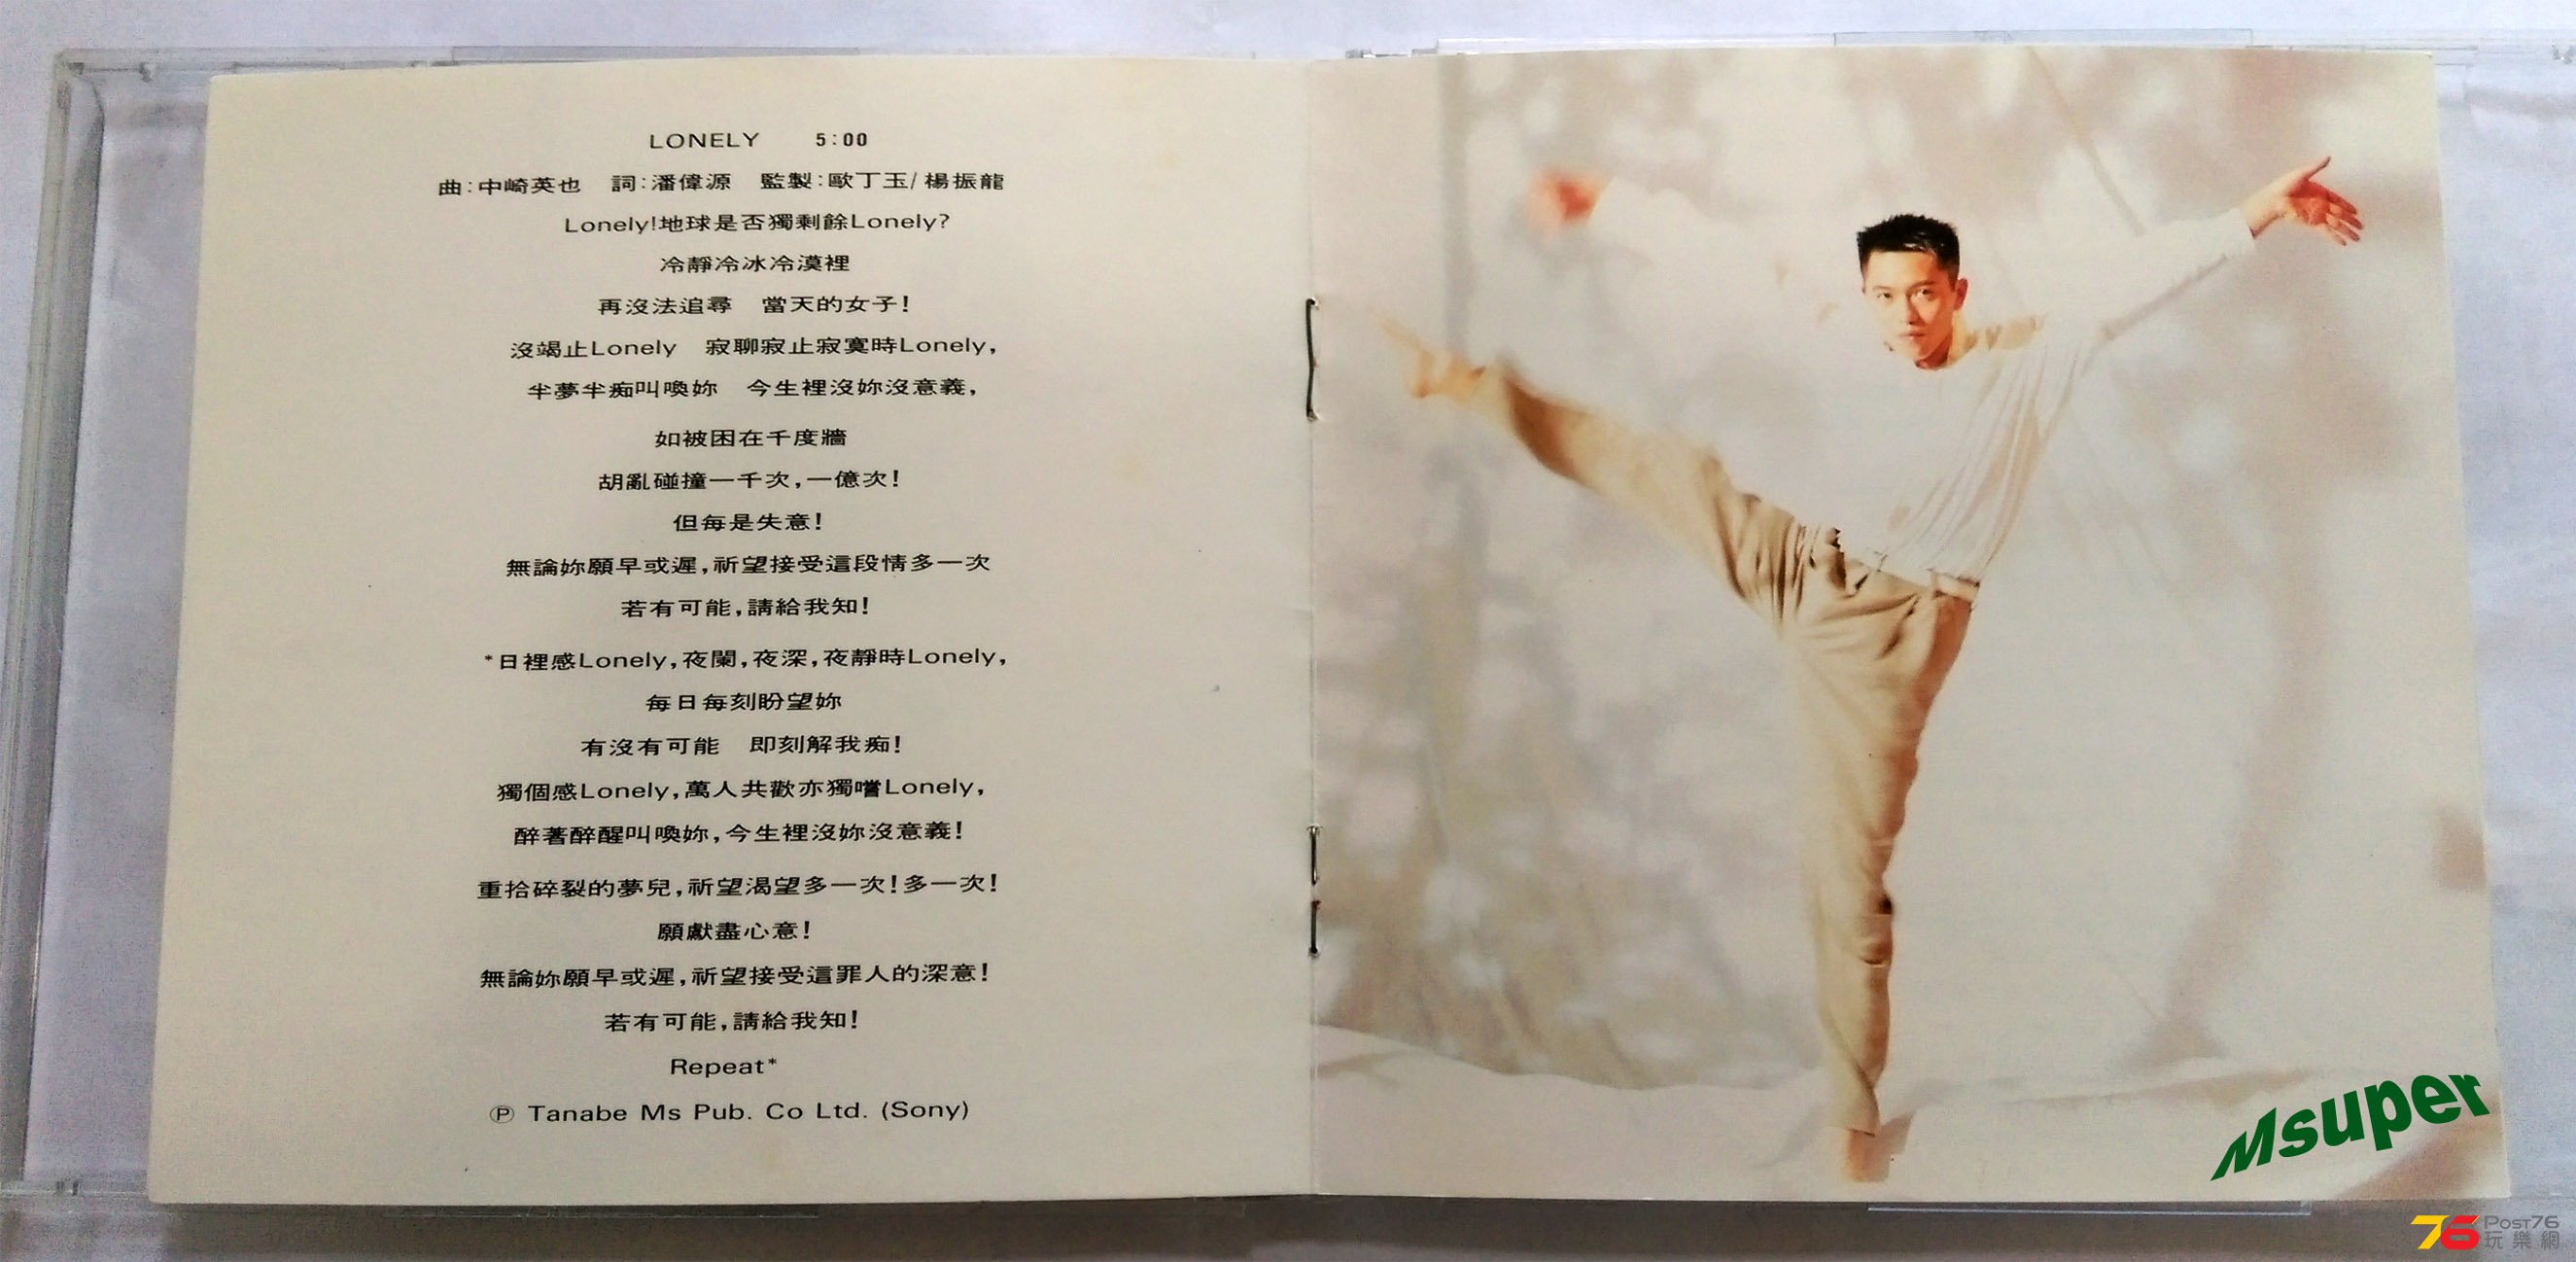 LONELY 5:00
曲:中崎英也 詞:潘偉源 監製:歐丁玉/楊振龍
Lonely!地球是否獨剩餘Lonely?
冷靜冷冰冷漠裡
再沒法追尋 當天的女子!
沒竭止Lonely 寂聊寂止寂寞時Lonely,
半夢半痴叫喚妳 今生裡沒妳沒意義,
如被困在千度牆
胡亂碰撞一千次,一億次!
但每是失意!
無論妳願早或遲,祈望接受這段情多一次
若有可能,請給我知!
*日裡感Lonely,夜闌,夜深,夜靜時Lonely,
每日每刻盼望妳
有沒有可能 即刻解我痴!
獨個感Lonely,萬人共歡亦獨嚐Lonely,
醉著醉醒叫喚妳,今生裡沒妳沒意義!
重拾碎裂的夢兒,祈望渴望多一次!多一次!
願獻盡心意!
無論妳願早或遲,祈望接受這罪人的深意!
若有可能,請給我知!
Repeat*
Ⓟ Tanabe Ms Pub. Co Ltd. (Sony)
Msuper
76 Post76
玩樂網